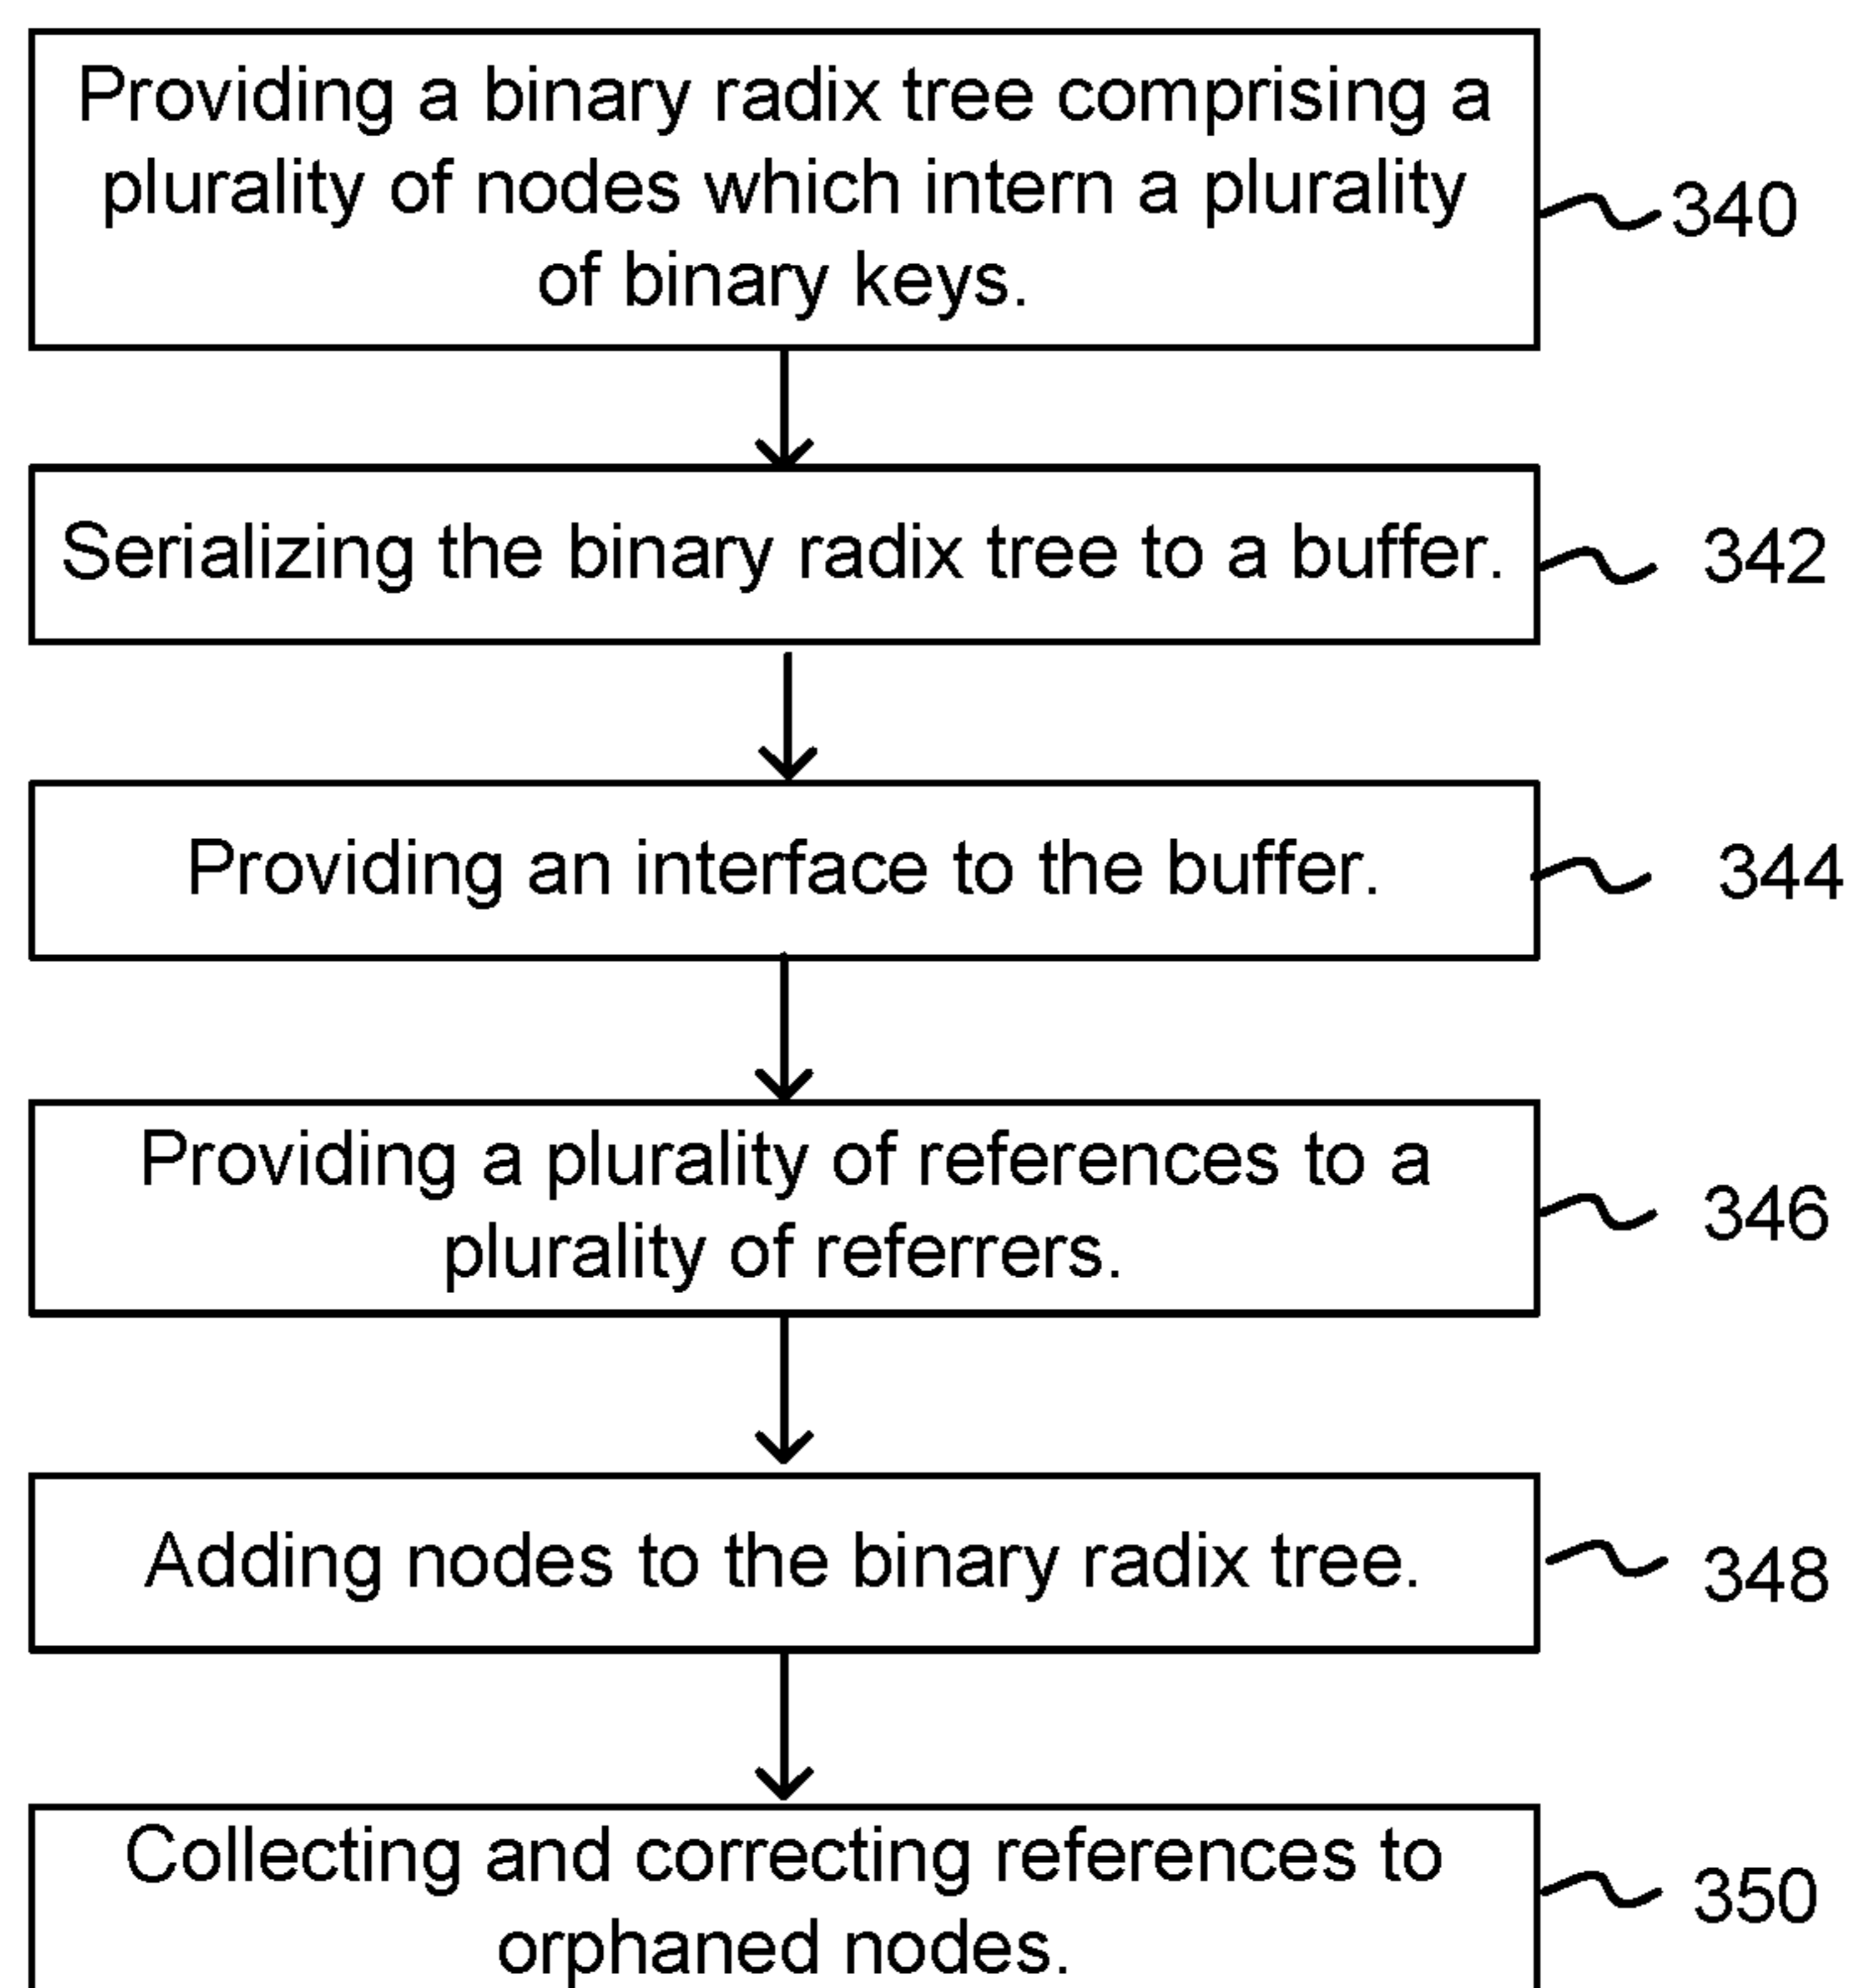 Providing a binary radix tree comprising a
plurality of nodes which intern a plurality
of binary keys.
340
Serializing the binary radix tree to a buffer.
342
Providing an interface to the buffer.
344
Providing a plurality of references to a
plurality of referrers.
346
Adding nodes to the binary radix tree.
348
Collecting and correcting references to
orphaned nodes.
350